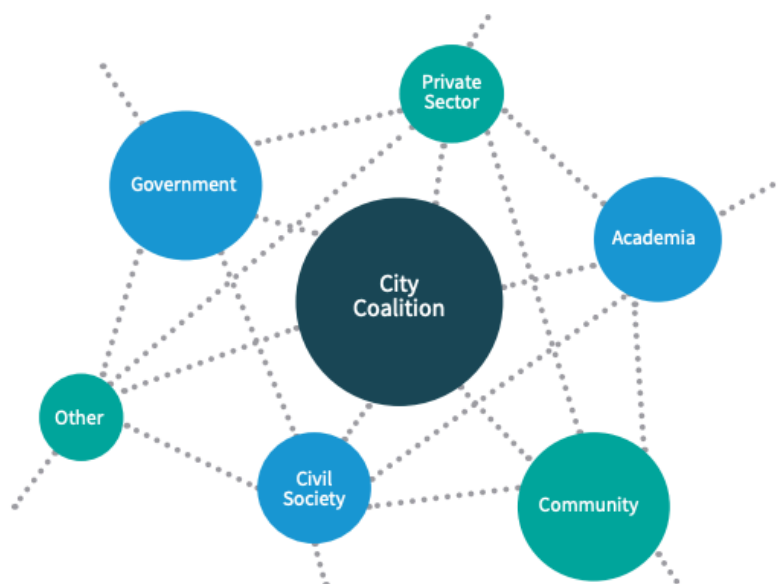 Private
Sector
Government
Academia
City
Coalition
Other
Civil
Society
Community